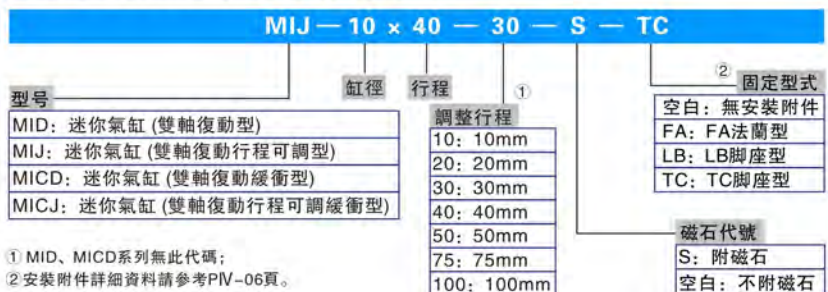 MIJ — 10 × 40 — 30 — S — TC
型号
MID：迷你氣缸 (雙軸復動型)
MIJ：迷你氣缸 (雙軸復動行程可調型)
MICD：迷你氣缸 (雙軸復動緩衝型)
MICJ：迷你氣缸 (雙軸復動行程可調緩衝型)
缸徑
行程
①
調整行程
10：10mm
20：20mm
30：30mm
40：40mm
50：50mm
75：75mm
100：100mm
② 固定型式
空白：無安裝附件
FA：FA法蘭型
LB：LB脚座型
TC：TC脚座型
磁石代號
S：附磁石
空白：不附磁石
① MID、MICD系列無此代碼；
②安裝附件詳細資料請參考PⅣ-06頁。